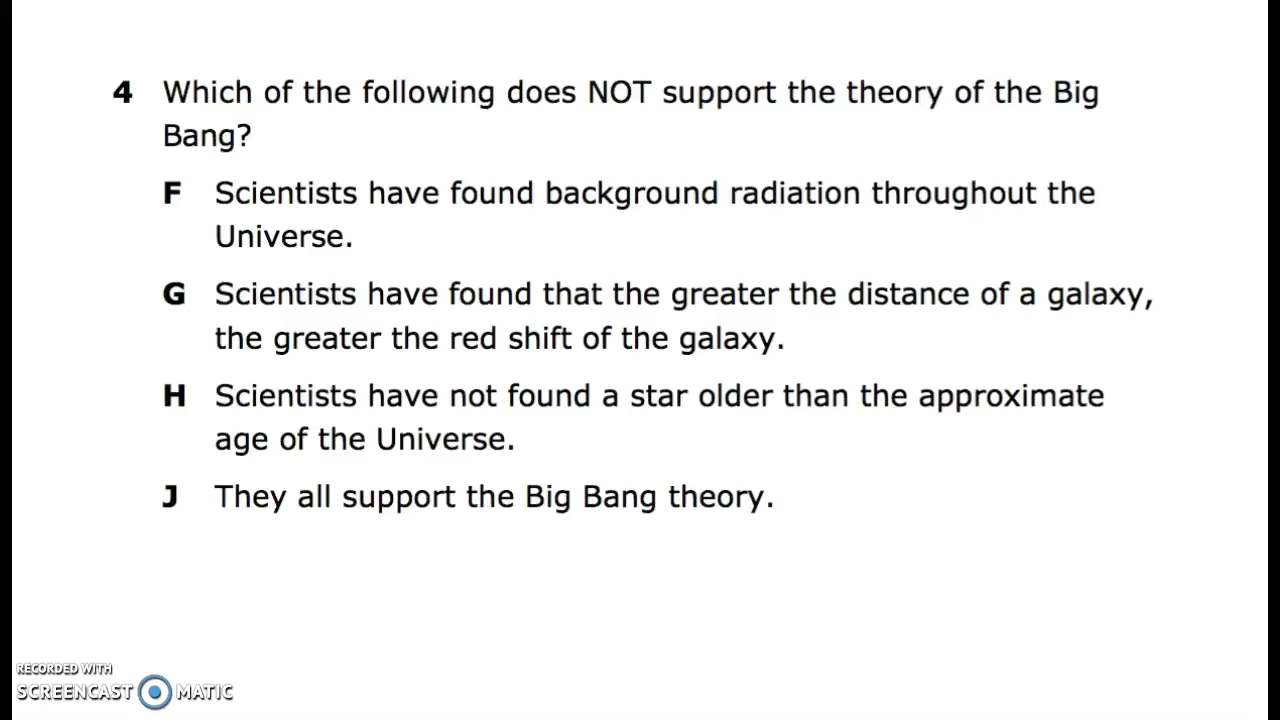 4 Which of the following does NOT support the theory of the Big
Bang?
F Scientists have found background radiation throughout the
Universe.
G Scientists have found that the greater the distance of a galaxy,
the greater the red shift of the galaxy.
H Scientists have not found a star older than the approximate
age of the Universe.
J They all support the Big Bang theory.
RECORDED WITH
SCREENCAST MATIC